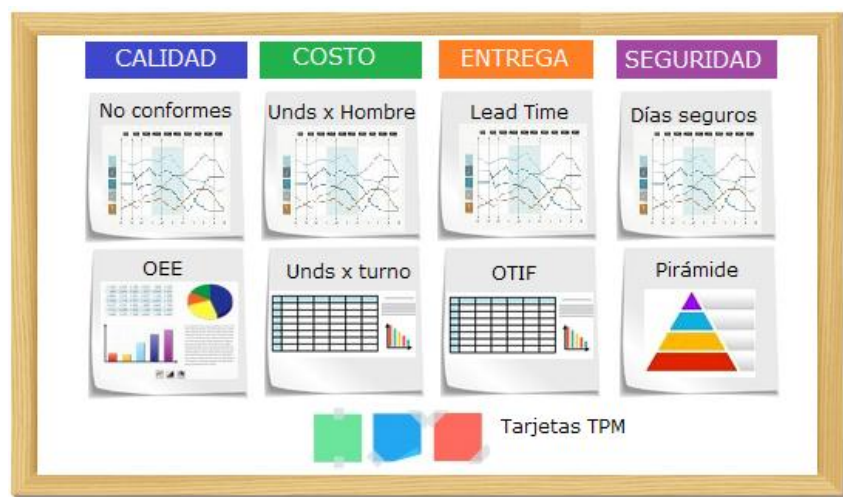 CALIDAD
COSTO
ENTREGA
SEGURIDAD
No conformes
Unds x Hombre
Lead Time
Días seguros
OEE
Unds x turno
OTIF
Pirámide
Tarjetas TPM